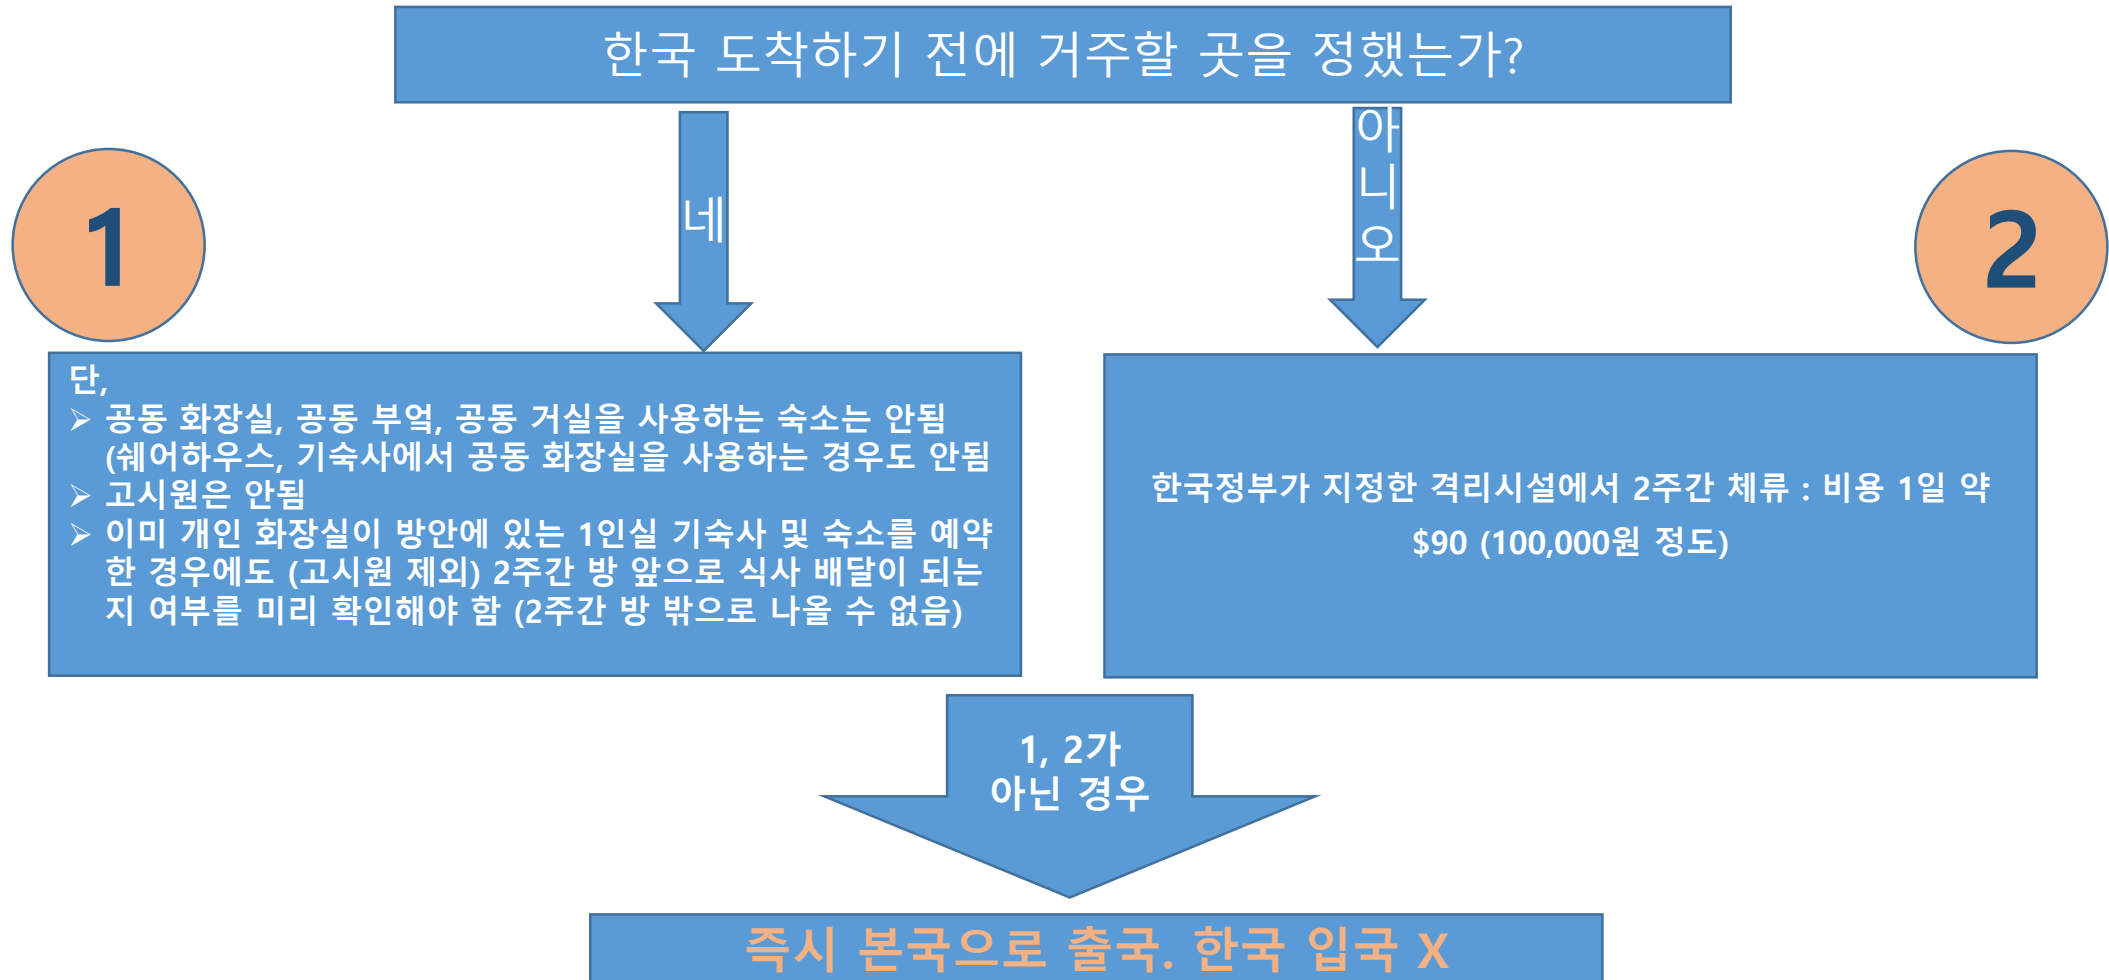 한국 도착하기 전에 거주할 곳을 정했는가?
네
아니오
1
2
단,
➢ 공동 화장실, 공동 부엌, 공동 거실을 사용하는 숙소는 안됨
(쉐어하우스, 기숙사에서 공동 화장실을 사용하는 경우도 안됨
➢ 고시원은 안됨
➢ 이미 개인 화장실이 방안에 있는 1인실 기숙사 및 숙소를 예약
한 경우에도 (고시원 제외) 2주간 방 앞으로 식사 배달이 되는
지 여부를 미리 확인해야 함 (2주간 방 밖으로 나올 수 없음)
한국정부가 지정한 격리시설에서 2주간 체류 : 비용 1일 약
$90 (100,000원 정도)
1, 2가
아닌 경우
즉시 본국으로 출국. 한국 입국 X